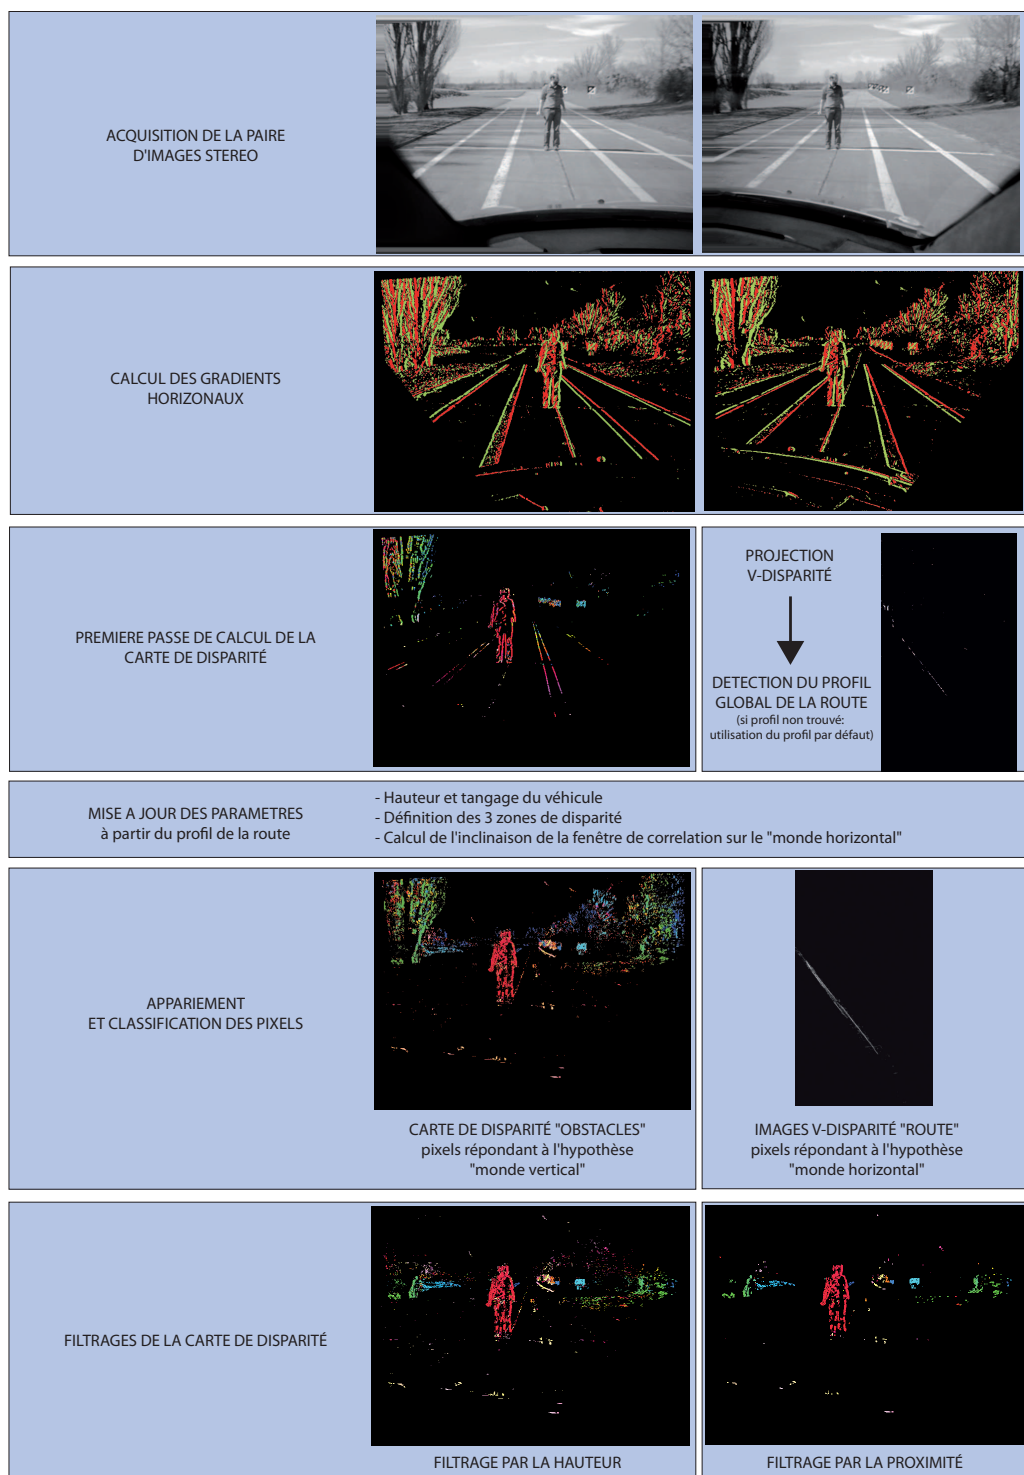 ACQUISITION DE LA PAIRE
D'IMAGES STEREO
CALCUL DES GRADIENTS
HORIZONAUX
PREMIERE PASSE DE CALCUL DE LA
CARTE DE DISPARITÉ
PROJECTION
V-DISPARITÉ
DETECTION DU PROFIL
GLOBAL DE LA ROUTE
(si profil non trouvé:
utilisation du profil par défaut)
MISE A JOUR DES PARAMETRES
à partir du profil de la route
- Hauteur et tangage du véhicule
- Définition des 3 zones de disparité
- Calcul de l'inclinaison de la fenêtre de correlation sur le "monde horizontal"
APPARIEMENT
ET CLASSIFICATION DES PIXELS
CARTE DE DISPARITÉ "OBSTACLES"
pixels répondant à l'hypothèse
"monde vertical"
IMAGES V-DISPARITÉ "ROUTE"
pixels répondant à l'hypothèse
"monde horizontal"
FILTRAGES DE LA CARTE DE DISPARITÉ
FILTRAGE PAR LA HAUTEUR
FILTRAGE PAR LA PROXIMITÉ